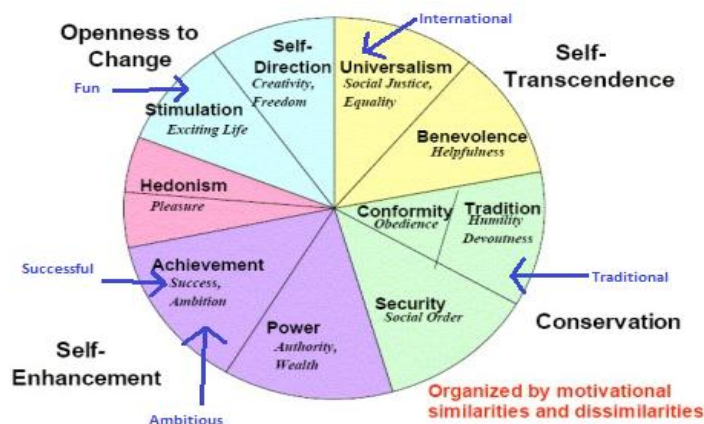 International
Openness to
Change
Self-
Direction
Creativity,
Freedom
Universalism
Social Justice,
Equality
Self-
Transcendence
Fun
Stimulation
Exciting Life
Benevolence
Helpfulness
Hedonism
Pleasure
Conformity
Obedience
Tradition
Humility
Devoutness
Successful
Achievement
Success,
Ambition
Traditional
Security
Social Order
Conservation
Power
Authority,
Wealth
Self-
Enhancement
Ambitious
Organized by motivational
similarities and dissimilarities